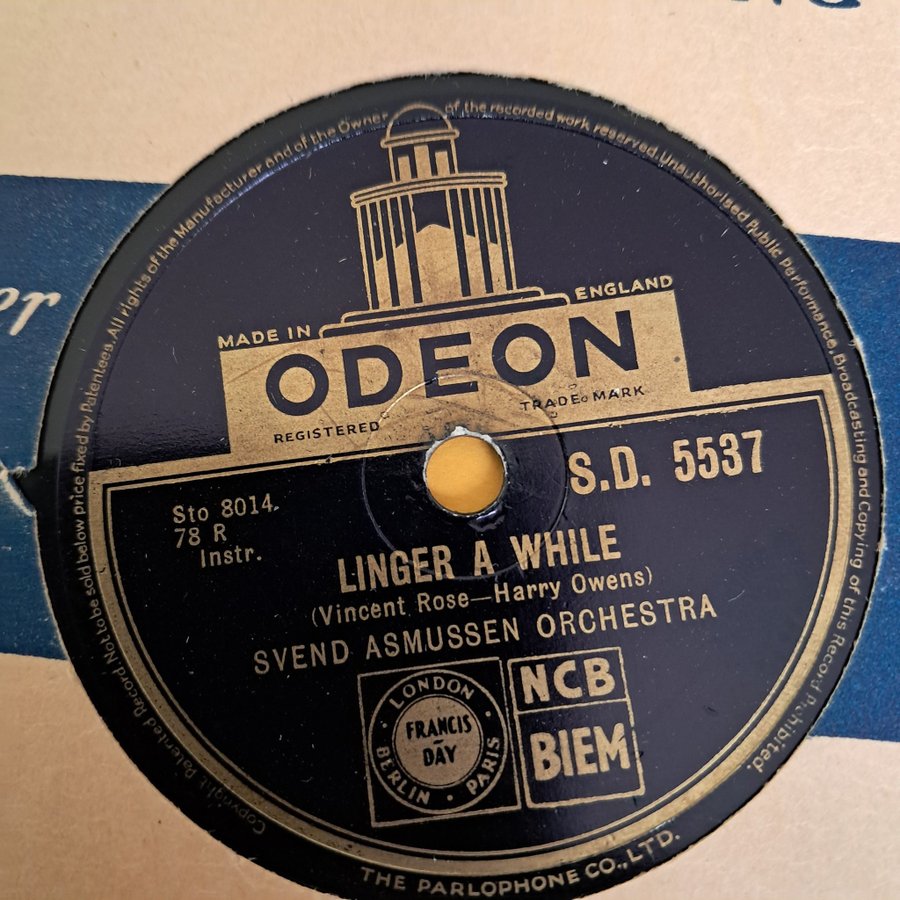 Copyright Patented Record. Not to be sold below price fixed by Patentees. All rights of the Manufacturer and of the Owner of the recorded work reserved. Unauthorised Public Performance, Broadcasting and Copying of this Record Prohibited.
MADE IN ENGLAND
ODEON
REGISTERED TRADE MARK
S.D. 5537
Sto 8014.
78 R
Instr.
LINGER A WHILE
(Vincent Rose—Harry Owens)
SVEND ASMUSSEN ORCHESTRA
LONDON
FRANCIS
DAY
BERLIN · PARIS
NCB
BIEM
THE PARLOPHONE CO., LTD.
or